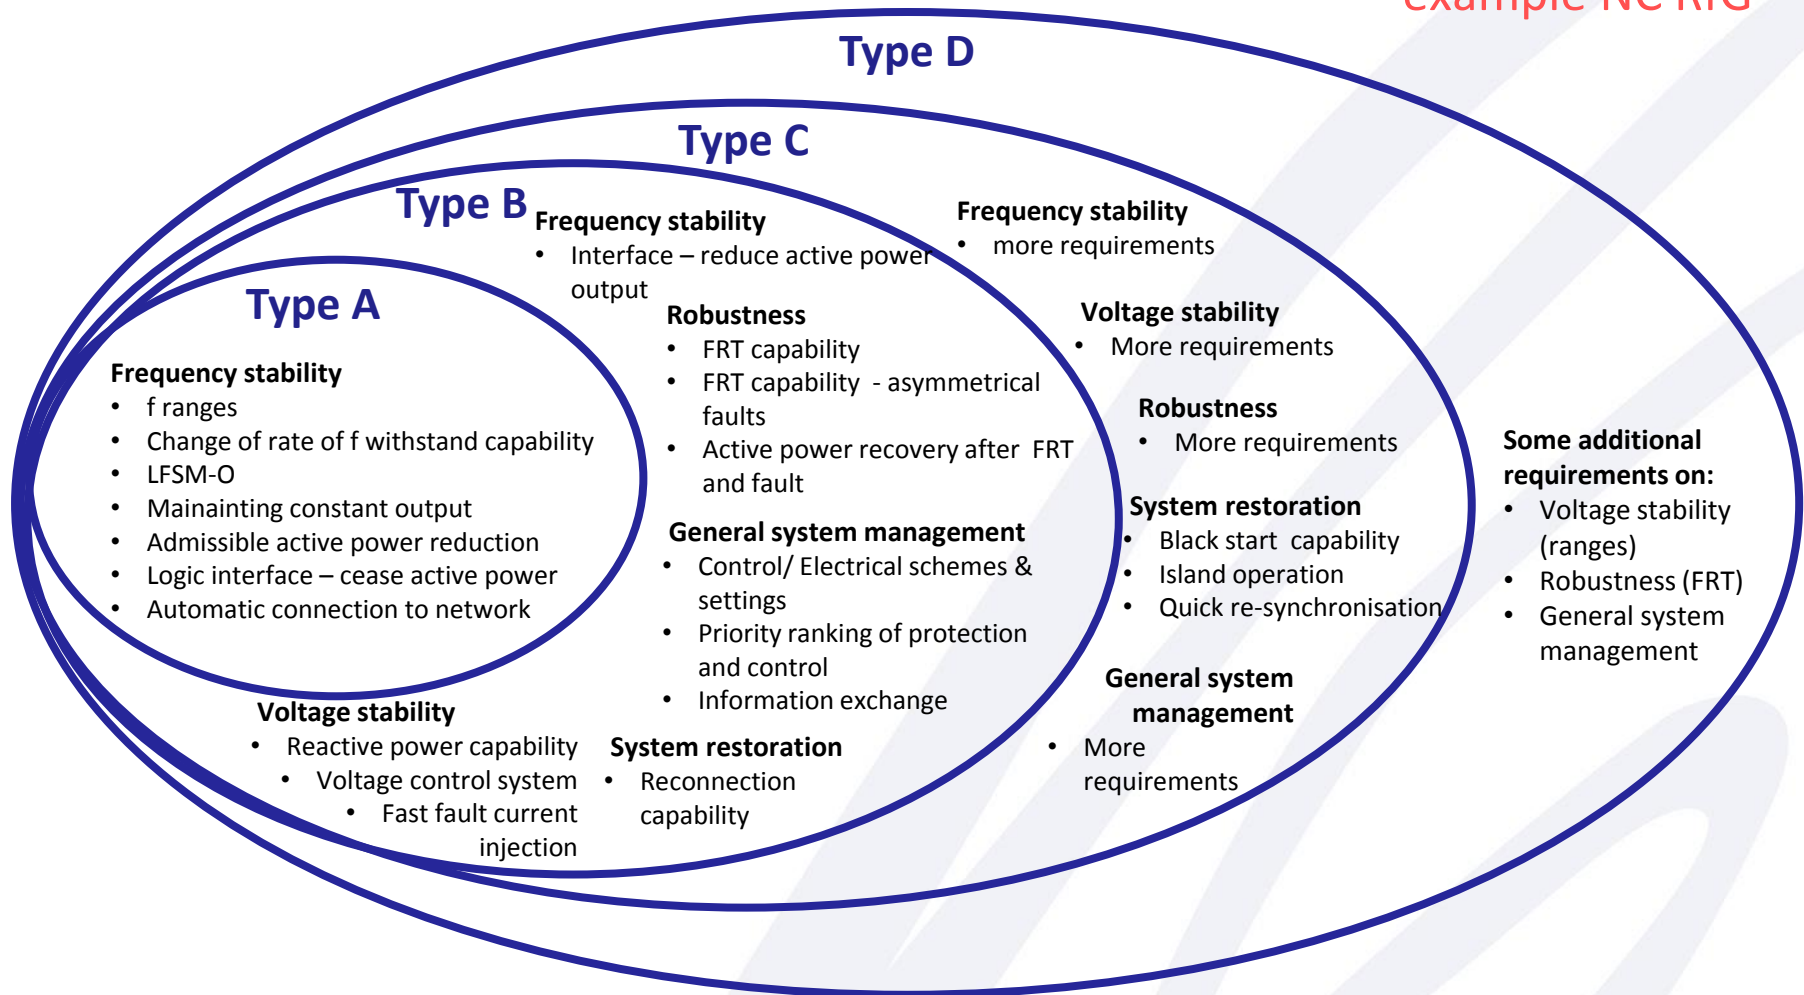 example NC RfG
Type D
Type C
Type B
Type A
Frequency stability
• f ranges
• Change of rate of f withstand capability
• LFSM-O
• Mainainting constant output
• Admissible active power reduction
• Logic interface – cease active power
• Automatic connection to network
Frequency stability
• Interface – reduce active power
output
Robustness
• FRT capability
• FRT capability - asymmetrical
faults
• Active power recovery after FRT
and fault
General system management
• Control/ Electrical schemes &
settings
• Priority ranking of protection
and control
• Information exchange
Voltage stability
• Reactive power capability
• Voltage control system
• Fast fault current
injection
System restoration
• Reconnection
capability
Frequency stability
• more requirements
Voltage stability
• More requirements
Robustness
• More requirements
System restoration
• Black start capability
• Island operation
• Quick re-synchronisation
General system
management
• More
requirements
Some additional
requirements on:
• Voltage stability
(ranges)
• Robustness (FRT)
• General system
management